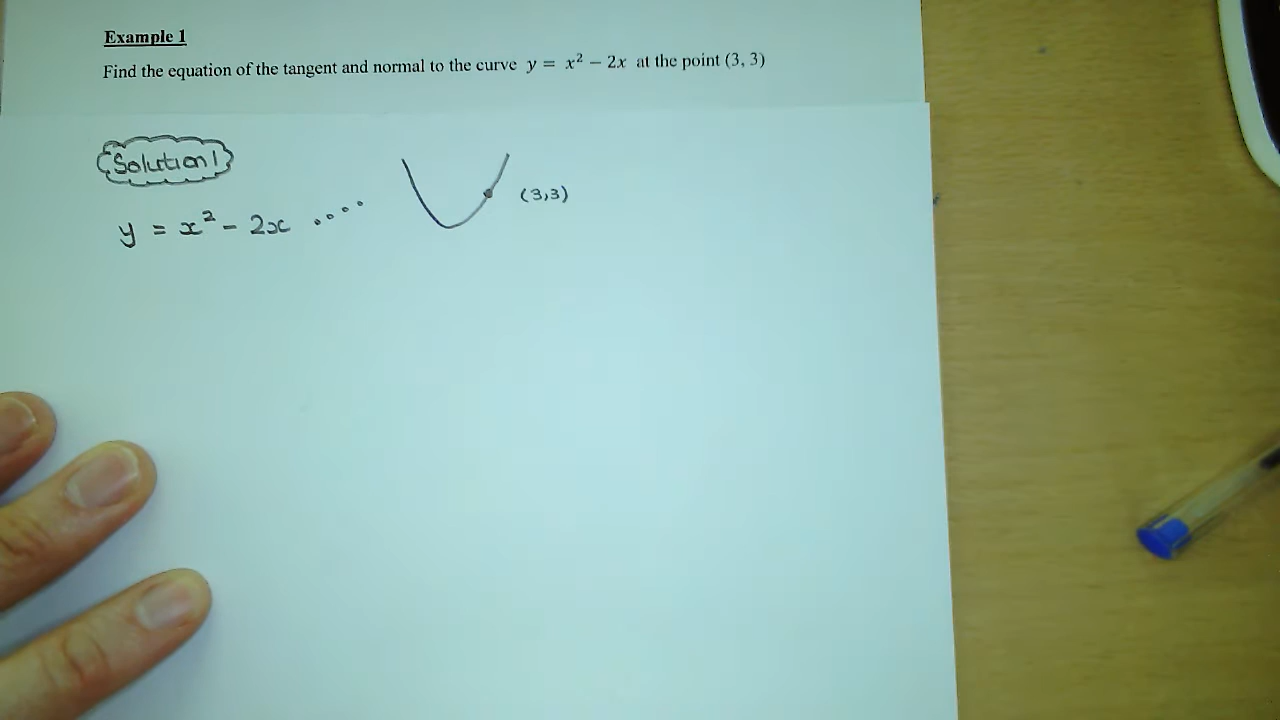 Example 1
Find the equation of the tangent and normal to the curve y = x² − 2x at the point (3, 3)
Solution!
y = x² - 2x ....
(3,3)